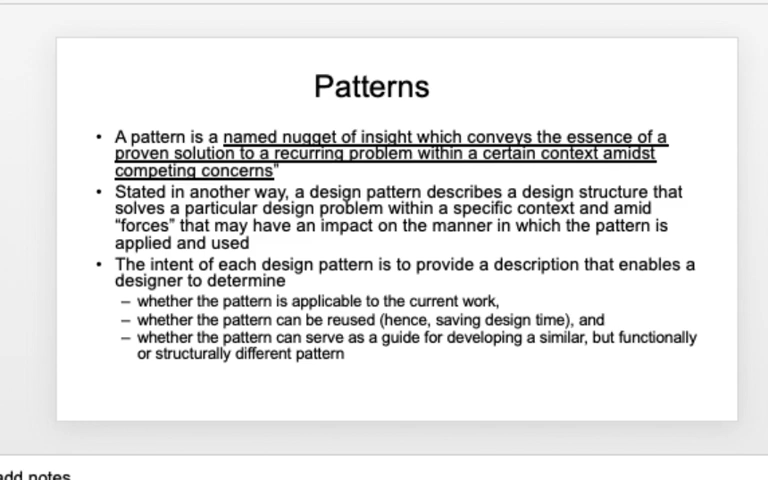 Patterns
• A pattern is a named nugget of insight which conveys the essence of a
proven solution to a recurring problem within a certain context amidst
competing concerns"
• Stated in another way, a design pattern describes a design structure that
solves a particular design problem within a specific context and amid
“forces” that may have an impact on the manner in which the pattern is
applied and used
• The intent of each design pattern is to provide a description that enables a
designer to determine
– whether the pattern is applicable to the current work,
– whether the pattern can be reused (hence, saving design time), and
– whether the pattern can serve as a guide for developing a similar, but functionally
or structurally different pattern
add notes